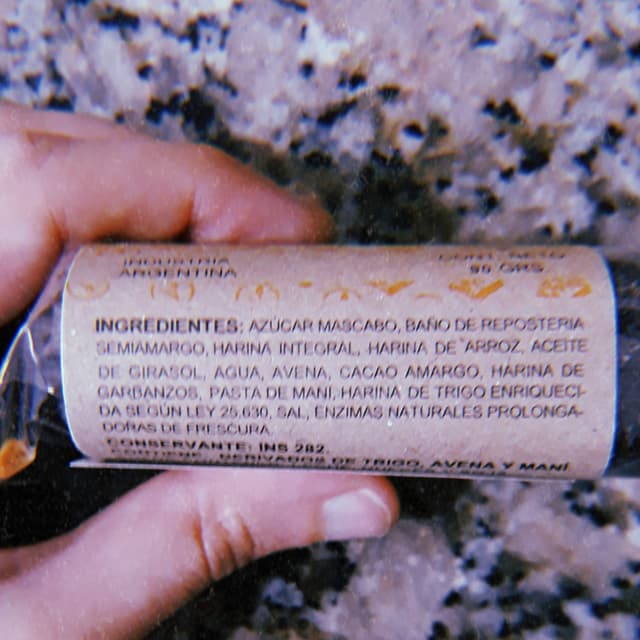 INDUSTRIA
ARGENTINA
CONT. NETO
90 GRS
INGREDIENTES: AZÚCAR MASCABO, BAÑO DE REPOSTERIA
SEMIAMARGO, HARINA INTEGRAL, HARINA DE ARROZ, ACEITE
DE GIRASOL, AGUA, AVENA, CACAO AMARGO, HARINA DE
GARBANZOS, PASTA DE MANÍ, HARINA DE TRIGO ENRIQUECI-
DA SEGÚN LEY 25.630, SAL, ENZIMAS NATURALES PROLONGA-
DORAS DE FRESCURA.
CONSERVANTE: INS 282.
CONTIENE: DERIVADOS DE TRIGO, AVENA Y MANÍ.